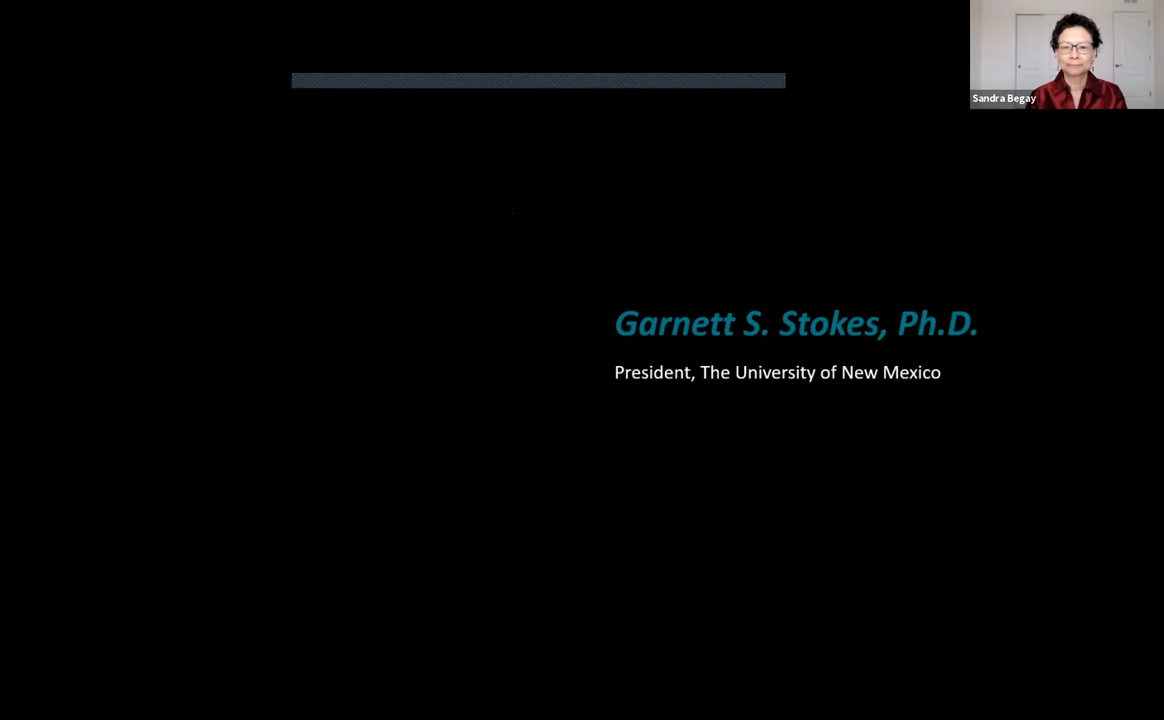 Sandra Begay
Garnett S. Stokes, Ph.D.
President, The University of New Mexico